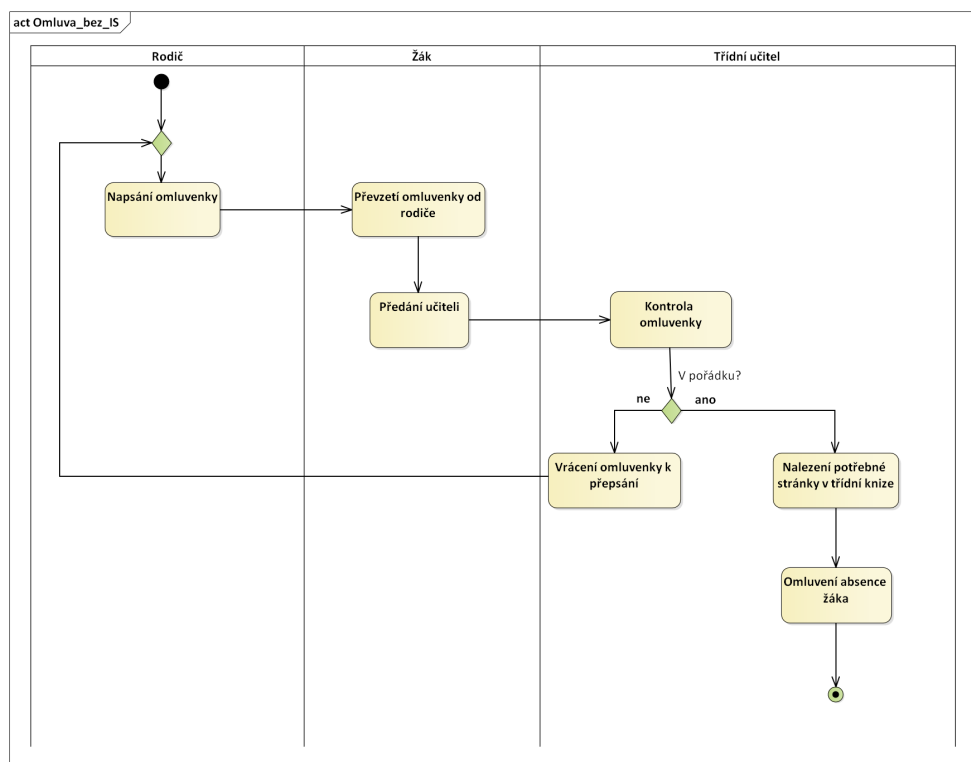 act Omluva_bez_IS
Rodič
Žák
Třídní učitel
Napsání omluvenky
Převzetí omluvenky od
rodiče
Předání učiteli
Kontrola
omluvenky
V pořádku?
ne
ano
Vrácení omluvenky k
přepsání
Nalezení potřebné
stránky v třídní knize
Omluvení absence
žáka